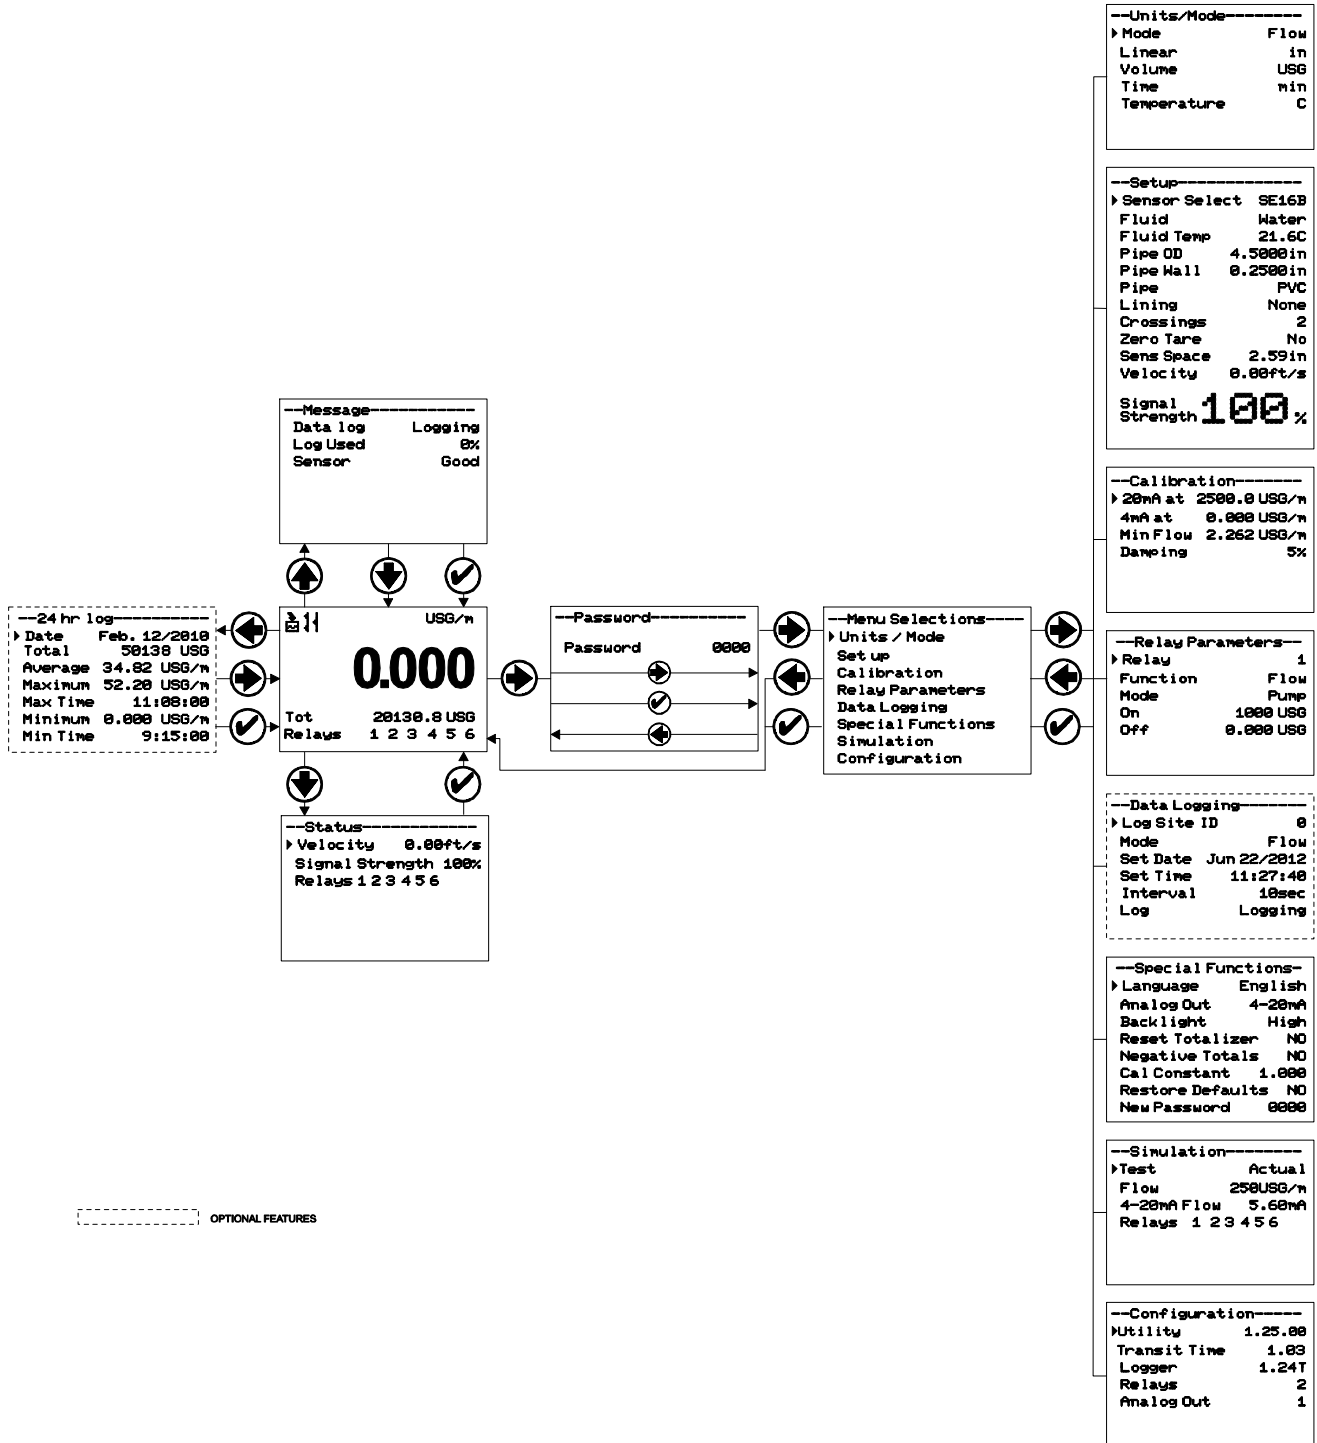 --Message-----------
Data log Logging
Log Used 0%
Sensor Good
--24 hr log-----------
Date Feb. 12/2010
Total 50138 USG
Average 34.82 USG/m
Maximum 52.20 USG/m
Max Time 11:08:00
Minimum 0.000 USG/m
Min Time 9:15:00
USG/m
0.000
Tot 20130.8 USG
Relays 1 2 3 4 5 6
--Status------------
Velocity 0.00ft/s
Signal Strength 100%
Relays 1 2 3 4 5 6
--Password----------
Password 0000
--Menu Selections----
Units / Mode
Set up
Calibration
Relay Parameters
Data Logging
Special Functions
Simulation
Configuration
--Units/Mode--------
Mode Flow
Linear in
Volume USG
Time min
Temperature C
--Setup-------------
Sensor Select SE16B
Fluid Water
Fluid Temp 21.6C
Pipe OD 4.5000in
Pipe Wall 0.2500in
Pipe PVC
Lining None
Crossings 2
Zero Tare No
Sens Space 2.59in
Velocity 0.00ft/s
Signal Strength 100%
--Calibration-------
20mA at 2500.0 USG/m
4mA at 0.000 USG/m
Min Flow 2.262 USG/m
Damping 5%
--Relay Parameters--
Relay 1
Function Flow
Mode Pump
On 1000 USG
Off 0.000 USG
--Data Logging-------
Log Site ID 0
Mode Flow
Set Date Jun 22/2012
Set Time 11:27:40
Interval 10sec
Log Logging
--Special Functions-
Language English
Analog Out 4-20mA
Backlight High
Reset Totalizer NO
Negative Totals NO
Cal Constant 1.000
Restore Defaults NO
New Password 0000
--Simulation--------
Test Actual
Flow 250USG/m
4-20mA Flow 5.60mA
Relays 1 2 3 4 5 6
--Configuration-----
Utility 1.25.00
Transit Time 1.03
Logger 1.24T
Relays 2
Analog Out 1
OPTIONAL FEATURES